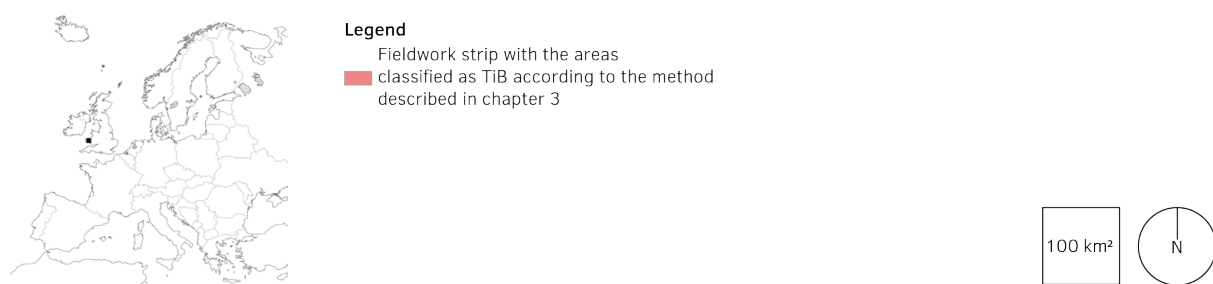 Legend
Fieldwork strip with the areas
classified as TiB according to the method
described in chapter 3
100 km²
N